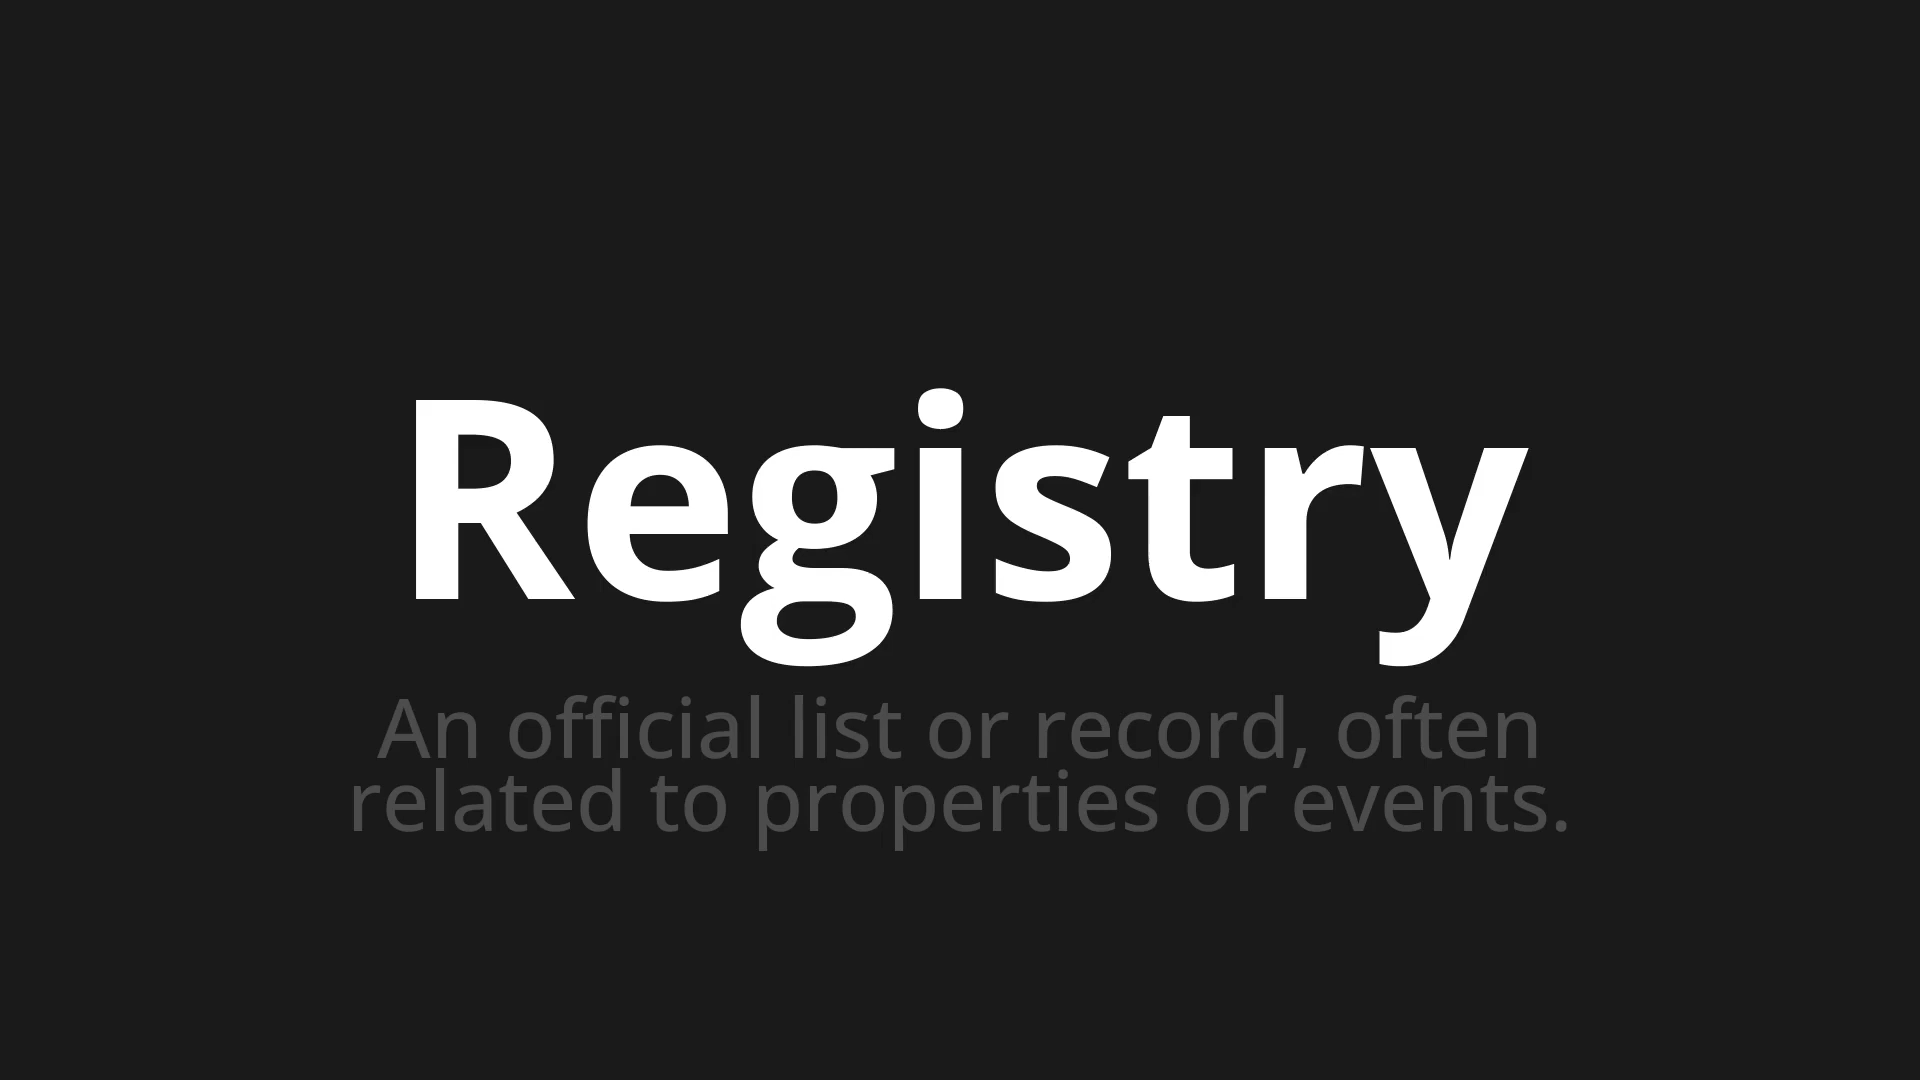 Registry
An official list or record, often
related to properties or events.